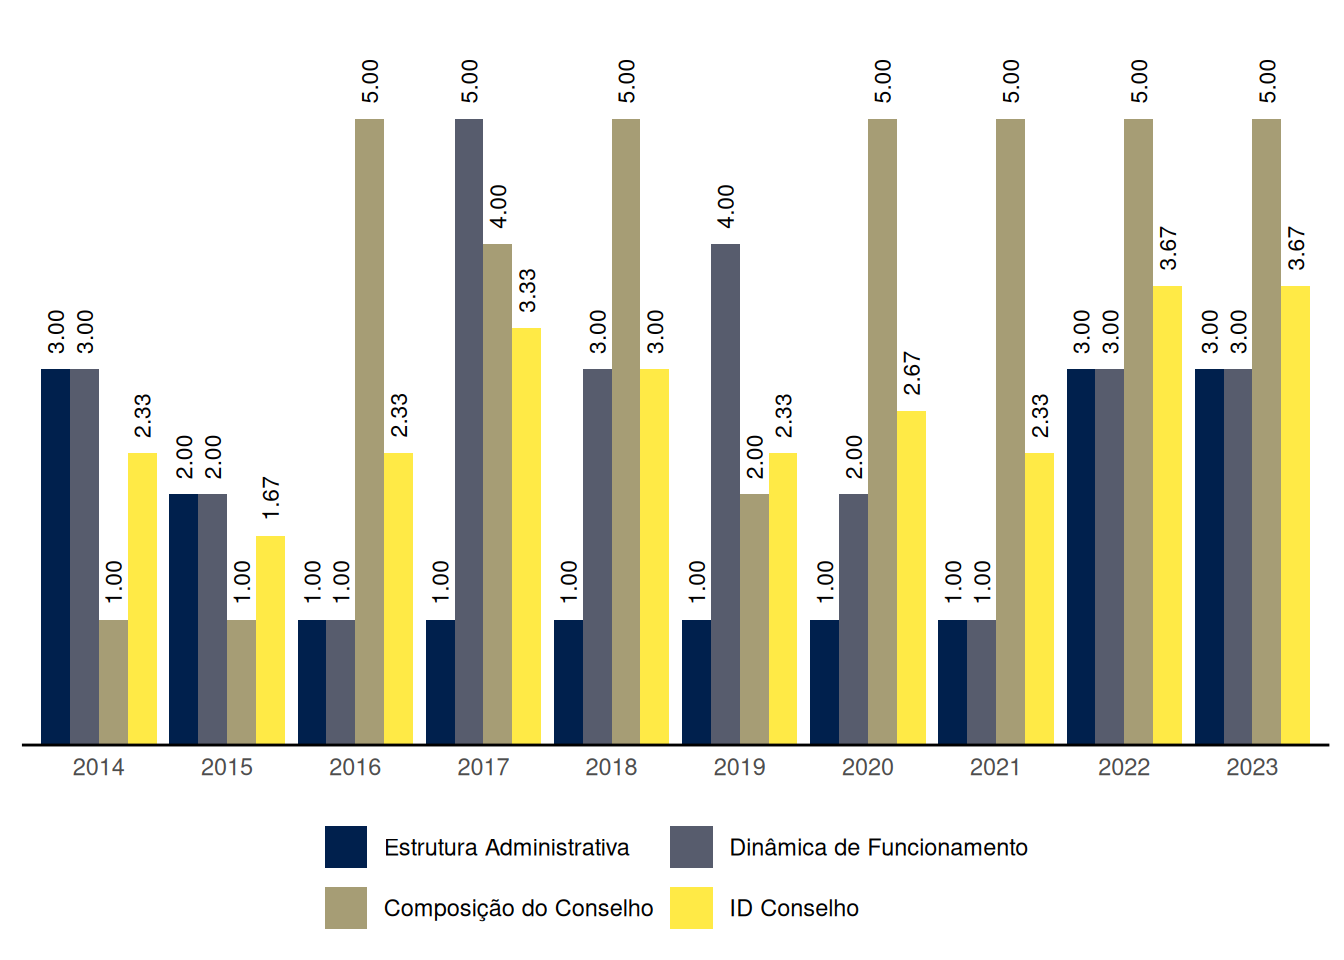 3.00 3.00 1.00 2.33 2.00 2.00 1.00 1.67 1.00 1.00 5.00 2.33 1.00 5.00 4.00 3.33 1.00 3.00 5.00 3.00 1.00 4.00 2.00 2.33 1.00 2.00 5.00 2.67 1.00 1.00 5.00 2.33 3.00 3.00 5.00 3.67 3.00 3.00 5.00 3.67
2014 2015 2016 2017 2018 2019 2020 2021 2022 2023
Estrutura Administrativa Dinâmica de Funcionamento
Composição do Conselho ID Conselho